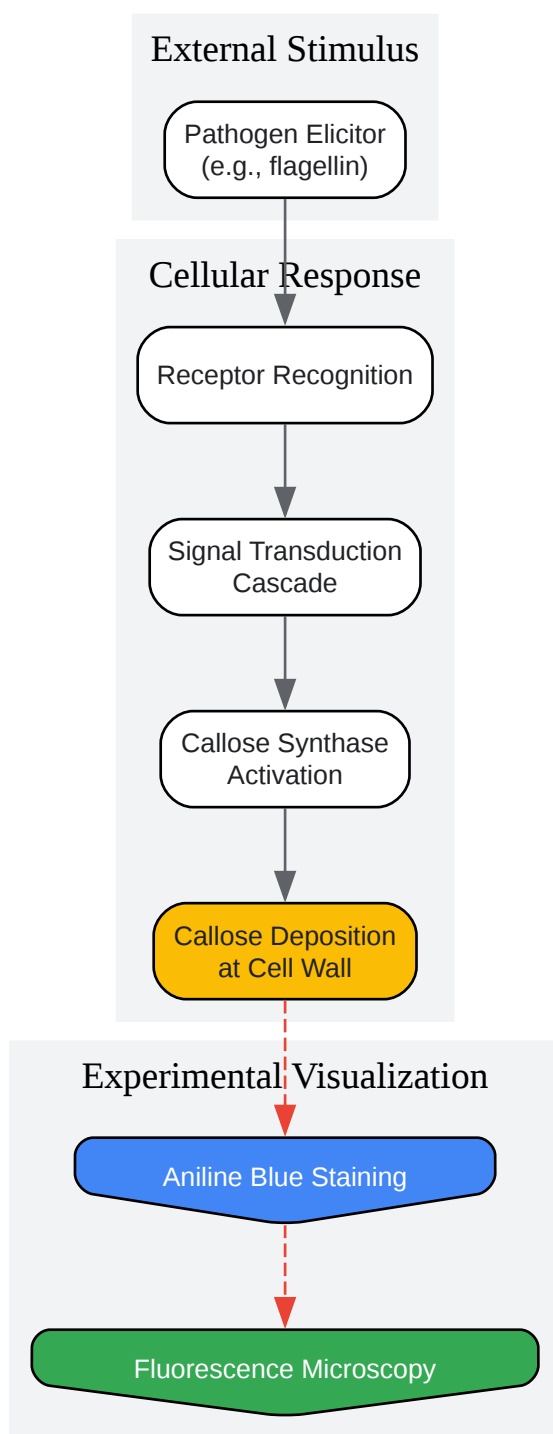 External Stimulus
Pathogen Elicitor
(e.g., flagellin)
Cellular Response
Receptor Recognition
Signal Transduction
Cascade
Callose Synthase
Activation
Callose Deposition
at Cell Wall
Experimental Visualization
Aniline Blue Staining
Fluorescence Microscopy